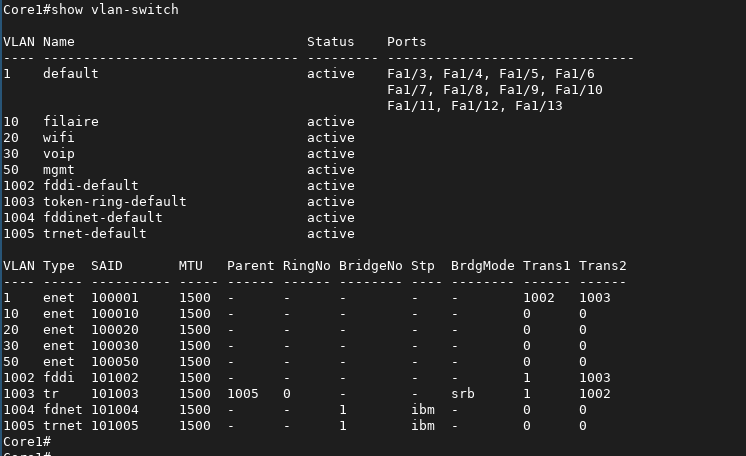 Core1#show vlan-switch
VLAN Name                             Status    Ports
---- -------------------------------- --------- -------------------------------
1    default                          active    Fa1/3, Fa1/4, Fa1/5, Fa1/6
                                                Fa1/7, Fa1/8, Fa1/9, Fa1/10
                                                Fa1/11, Fa1/12, Fa1/13
10   filaire                          active
20   wifi                             active
30   voip                             active
50   mgmt                             active
1002 fddi-default                     active
1003 token-ring-default               active
1004 fddinet-default                  active
1005 trnet-default                    active
VLAN Type  SAID       MTU   Parent RingNo BridgeNo Stp  BrdgMode Trans1 Trans2
---- ----- ---------- ----- ------ ------ -------- ---- -------- ------ ------
1    enet  100001     1500  -      -      -        -    -        1002   1003
10   enet  100010     1500  -      -      -        -    -        0      0
20   enet  100020     1500  -      -      -        -    -        0      0
30   enet  100030     1500  -      -      -        -    -        0      0
50   enet  100050     1500  -      -      -        -    -        0      0
1002 fddi  101002     1500  -      -      -        -    -        1      1003
1003 tr    101003     1500  1005   0      -        -    srb      1      1002
1004 fdnet 101004     1500  -      -      1        ibm  -        0      0
1005 trnet 101005     1500  -      -      1        ibm  -        0      0
Core1#
Core1#